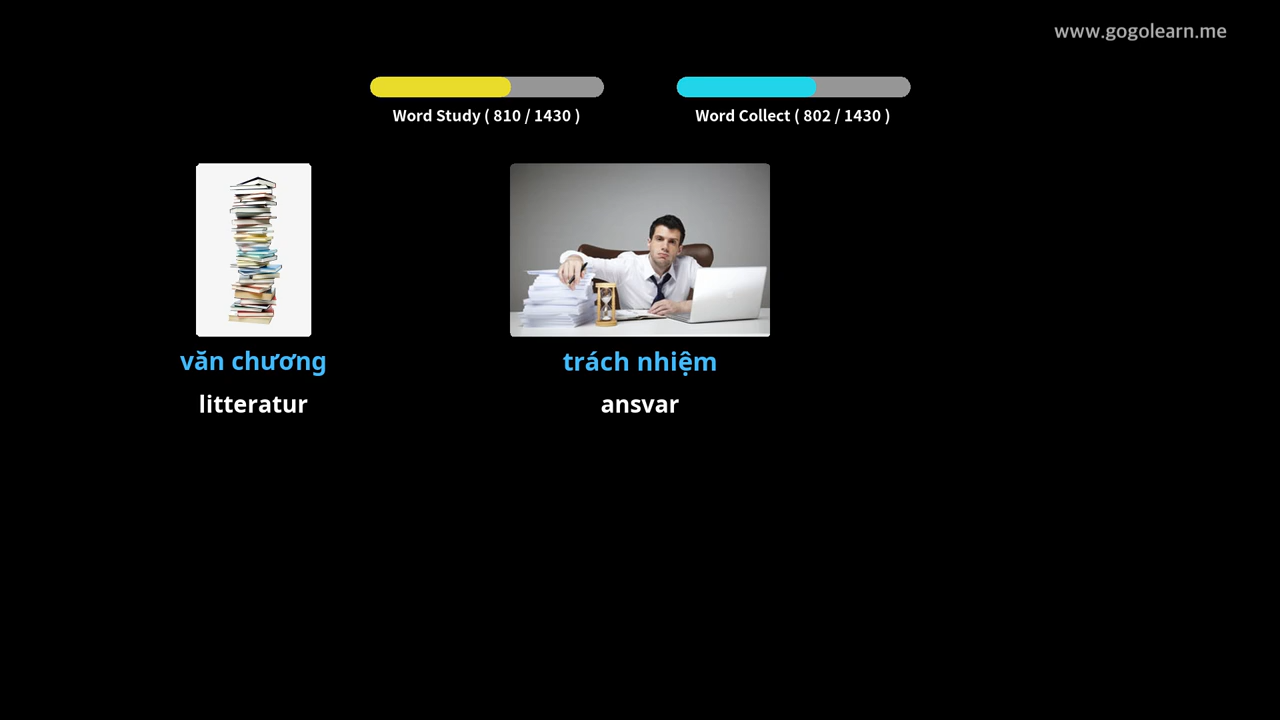 www.gogolearn.me
Word Study ( 810 / 1430 )
Word Collect ( 802 / 1430 )
văn chương
litteratur
trách nhiệm
ansvar